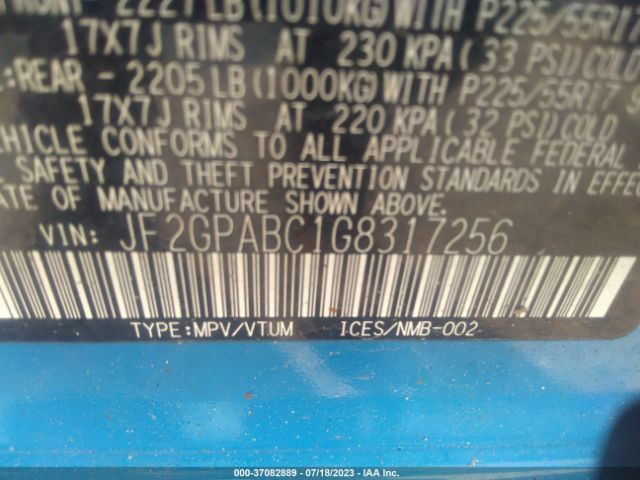 FRONT - 2227 LB(1010KG)WITH P225/55R17
17X7J RIMS AT 230 KPA(33 PSI)COLD
:REAR - 2205 LB(1000KG)WITH P225/55R17
17X7J RIMS AT 220 KPA(32 PSI)COLD
VEHICLE CONFORMS TO ALL APPLICABLE FEDERAL
SAFETY AND THEFT PREVENTION STANDARDS IN EFFE
DATE OF MANUFACTURE SHOWN ABOVE.
VIN: JF2GPABC1G8317256
TYPE:MPV/VTUM ICES/NMB-002
000-37082889 / 07/18/2023 - IAA Inc.